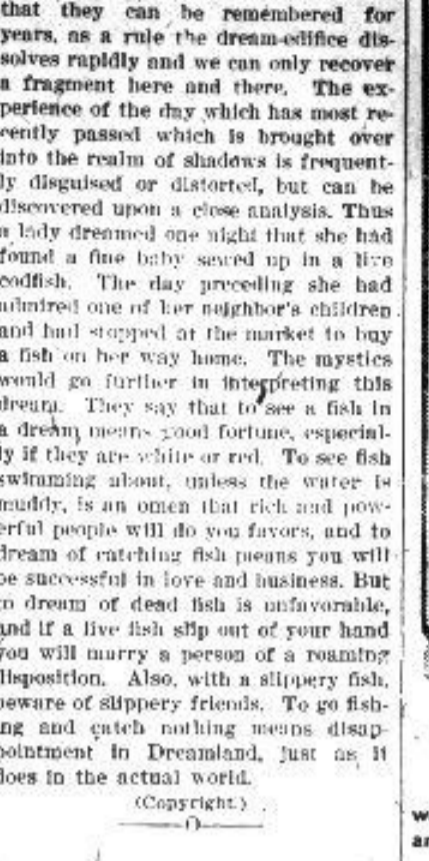 that they can be remembered for
years, as a rule the dream-edifice dis-
solves rapidly and we can only recover
a fragment here and there. The ex-
perience of the day which has most re-
cently passed which is brought over
into the realm of shadows is frequent-
ly disguised or distorted, but can be
discovered upon a close analysis. Thus
a lady dreamed one night that she had
found a fine baby sewed up in a live
codfish. The day preceding she had
admired one of her neighbor's children
and had stopped at the market to buy
a fish on her way home. The mystics
would go further in interpreting this
dream. They say that to see a fish in
a dream means good fortune, especial-
ly if they are white or red. To see fish
swimming about, unless the water is
muddy, is an omen that rich and pow-
erful people will do you favors, and to
dream of catching fish means you will
be successful in love and business. But
to dream of dead fish is unfavorable,
and if a live fish slip out of your hand
you will marry a person of a roaming
disposition. Also, with a slippery fish,
beware of slippery friends. To go fish-
ing and catch nothing means disap-
pointment in Dreamland, just as it
does in the actual world.
(Copyright.)
O